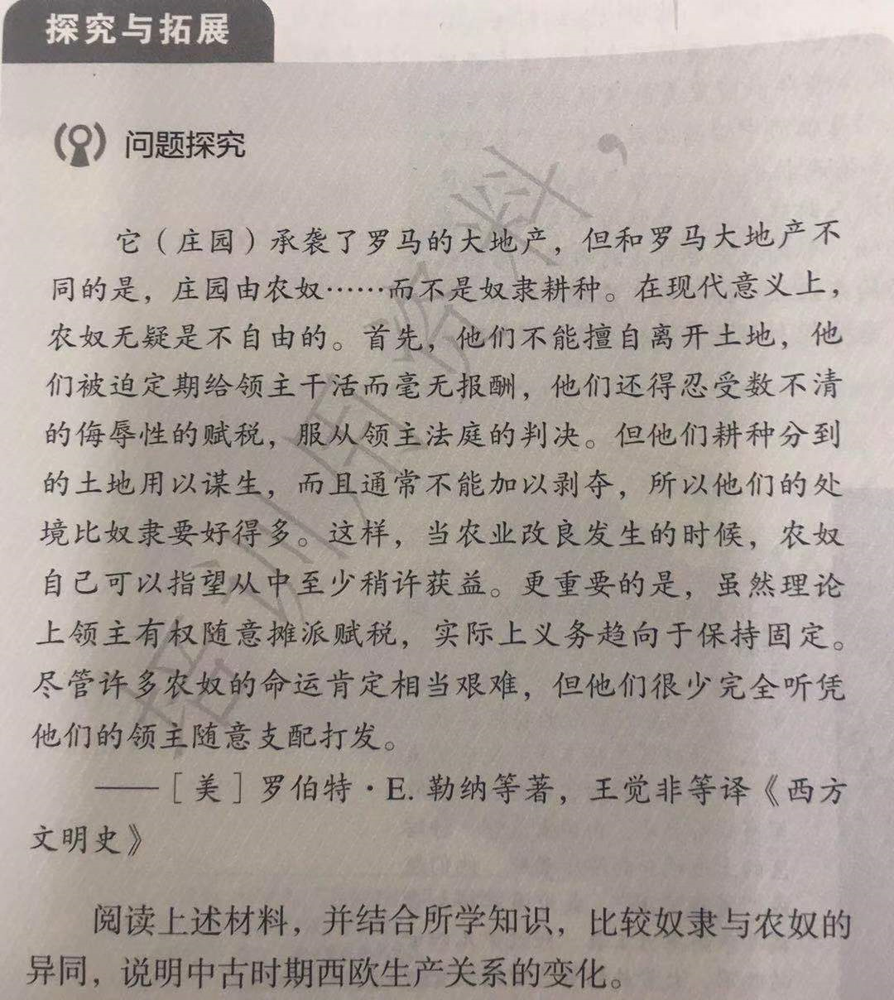 探究与拓展
问题探究
它（庄园）承袭了罗马的大地产，但和罗马大地产不
同的是，庄园由农奴……而不是奴隶耕种。在现代意义上，
农奴无疑是不自由的。首先，他们不能擅自离开土地，他
们被迫定期给领主干活而毫无报酬，他们还得忍受数不清
的侮辱性的赋税，服从领主法庭的判决。但他们耕种分到
的土地用以谋生，而且通常不能加以剥夺，所以他们的处
境比奴隶要好得多。这样，当农业改良发生的时候，农奴
自己可以指望从中至少稍许获益。更重要的是，虽然理论
上领主有权随意摊派赋税，实际上义务趋向于保持固定。
尽管许多农奴的命运肯定相当艰难，但他们很少完全听凭
他们的领主随意支配打发。
——［美］罗伯特·E. 勒纳等著，王觉非等译《西方
文明史》
阅读上述材料，并结合所学知识，比较奴隶与农奴的
异同，说明中古时期西欧生产关系的变化。
培训用资料，